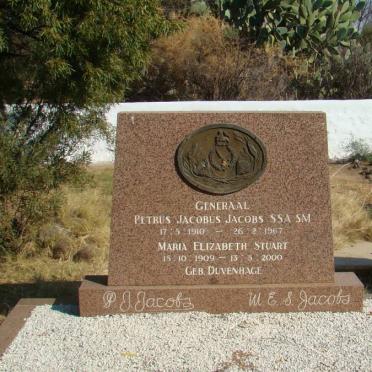 GENERAAL
PETRUS JACOBUS JACOBS SSA SM
17·5·1910 – 26·2·1967
MARIA ELIZABETH STUART
15·10·1909 – 13·5·2000
GEB. DUVENHAGE
P J Jacobs M E S Jacobs